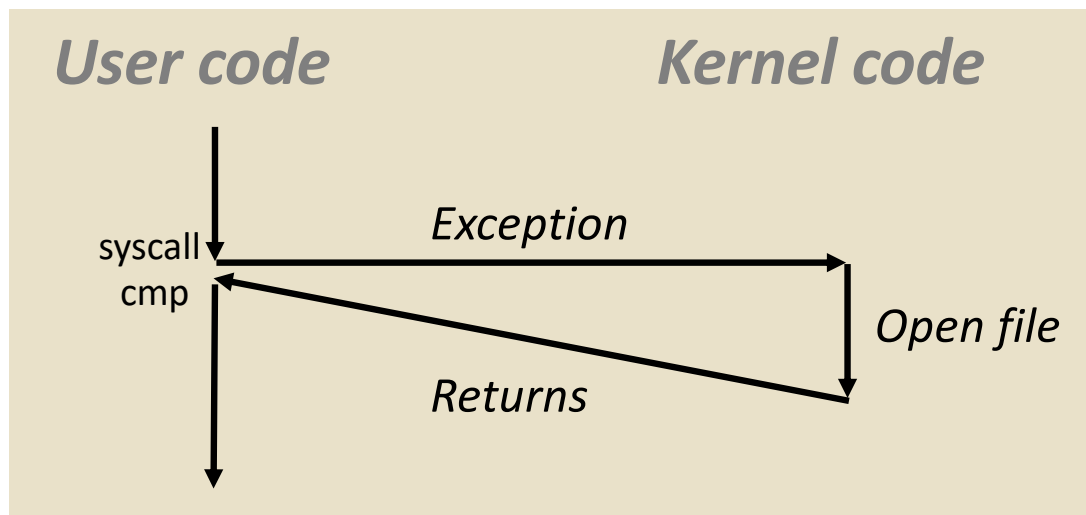 User code
Kernel code
Exception
syscall
cmp
Open file
Returns